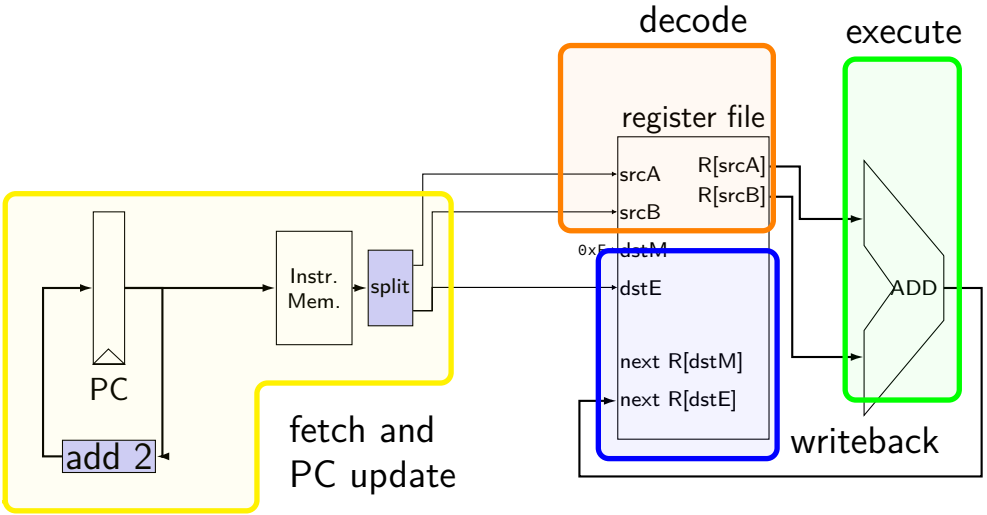 decode
execute
register file
srcA
R[srcA]
srcB
R[srcB]
0xF
dstM
Instr.
Mem.
split
dstE
ADD
PC
next R[dstM]
next R[dstE]
add 2
fetch and
PC update
writeback